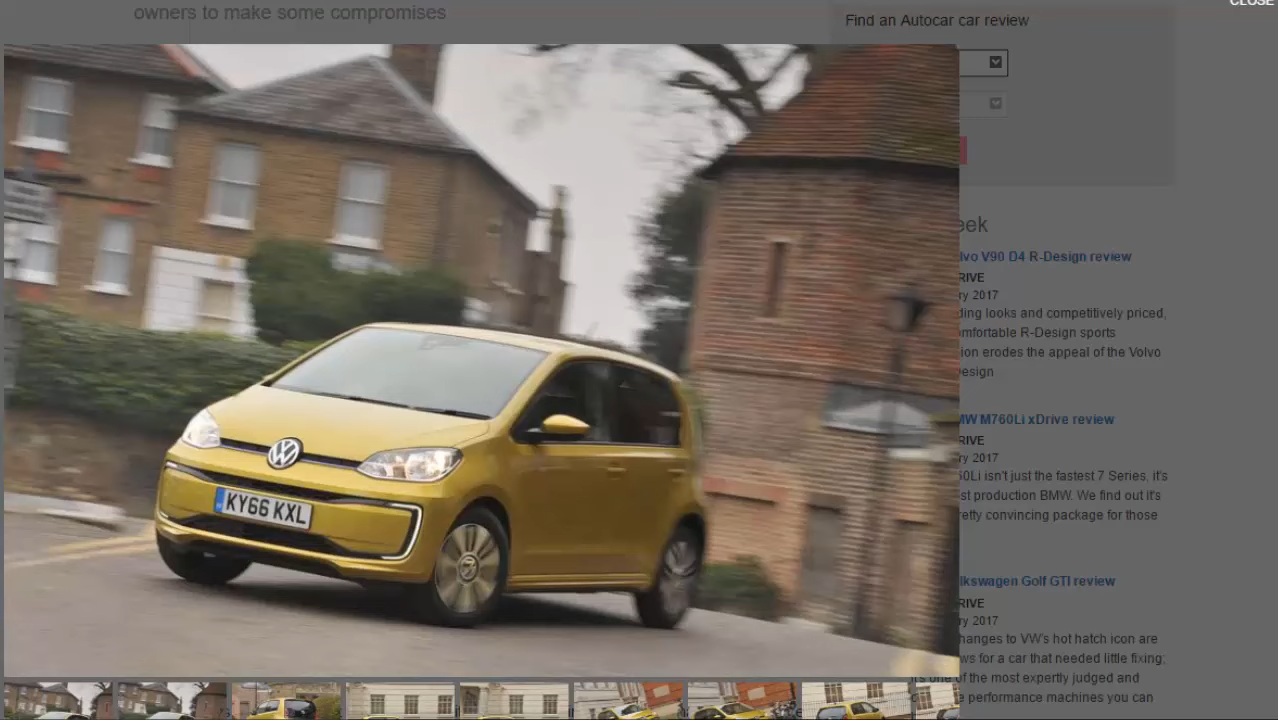 CLOSE
owners to make some compromises
Find an Autocar car review
KY66 KXL
eek
lvo V90 D4 R-Design review
RIVE
ry 2017
ding looks and competitively priced,
omfortable R-Design sports
ion erodes the appeal of the Volvo
esign
MW M760Li xDrive review
RIVE
ry 2017
60Li isn't just the fastest 7 Series, it's
st production BMW. We find out it's
retty convincing package for those
lkswagen Golf GTI review
RIVE
ry 2017
hanges to VW's hot hatch icon are
ws for a car that needed little fixing;
its one of the most expertly judged and
e performance machines you can